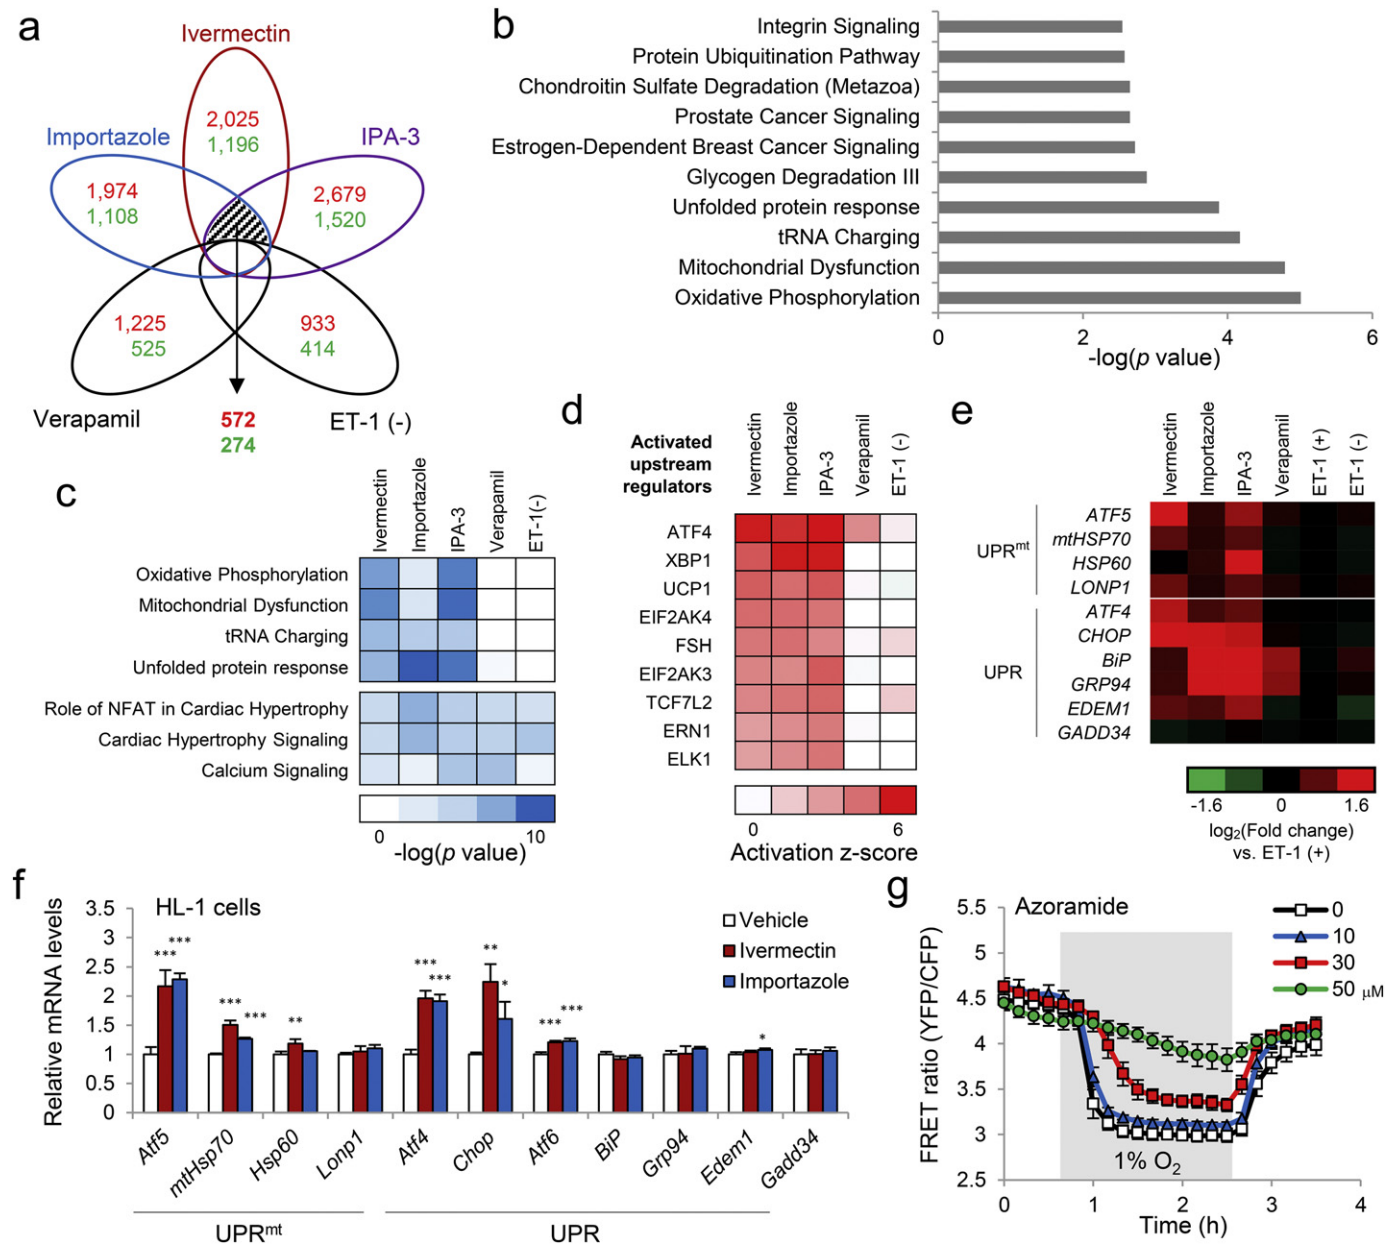 a
Ivermectin
2,025
1,196
Importazole
IPA-3
1,974
1,108
2,679
1,520
1,225
525
933
414
Verapamil
572
274
ET-1 (-)
b
Integrin Signaling
Protein Ubiquitination Pathway
Chondroitin Sulfate Degradation (Metazoa)
Prostate Cancer Signaling
Estrogen-Dependent Breast Cancer Signaling
Glycogen Degradation III
Unfolded protein response
tRNA Charging
Mitochondrial Dysfunction
Oxidative Phosphorylation
0 2 4 6
-log(p value)
c
Ivermectin
Importazole
IPA-3
Verapamil
ET-1(-)
Oxidative Phosphorylation
Mitochondrial Dysfunction
tRNA Charging
Unfolded protein response
Role of NFAT in Cardiac Hypertrophy
Cardiac Hypertrophy Signaling
Calcium Signaling
0 10
-log(p value)
d
Activated
upstream
regulators
Ivermectin
Importazole
IPA-3
Verapamil
ET-1 (-)
ATF4
XBP1
UCP1
EIF2AK4
FSH
EIF2AK3
TCF7L2
ERN1
ELK1
0 6
Activation z-score
e
Ivermectin
Importazole
IPA-3
Verapamil
ET-1 (+)
ET-1 (-)
UPRmt
ATF5
mtHSP70
HSP60
LONP1
UPR
ATF4
CHOP
BiP
GRP94
EDEM1
GADD34
-1.6 0 1.6
log2(Fold change)
vs. ET-1 (+)
f
HL-1 cells
Relative mRNA levels
3.5
3
2.5
2
1.5
1
0.5
0
Vehicle
Ivermectin
Importazole
*** ***
*** ***
**
*** ***
** *
*** ***
*
Atf5
mtHsp70
Hsp60
Lonp1
Atf4
Chop
Atf6
BiP
Grp94
Edem1
Gadd34
UPRmt
UPR
g
Azoramide
FRET ratio (YFP/CFP)
5.5
5
4.5
4
3.5
3
2.5
0
10
30
50 μM
1% O2
0 1 2 3 4
Time (h)